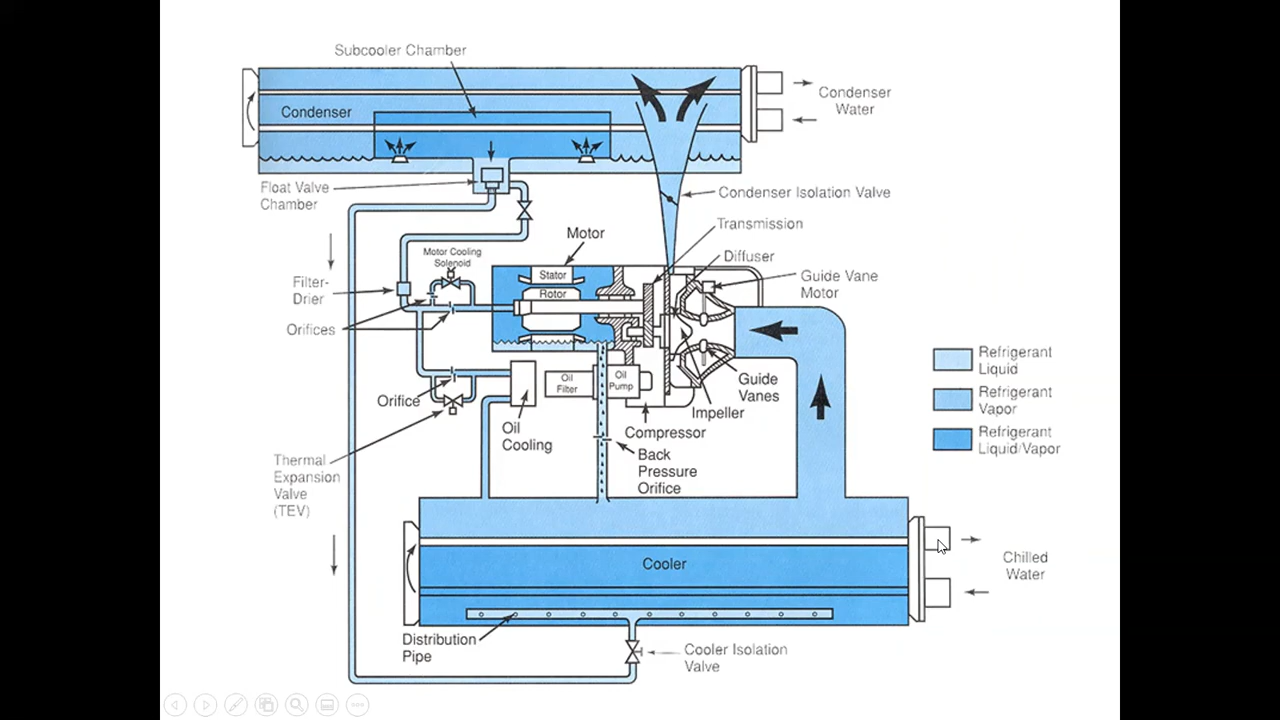 Subcooler Chamber
Condenser
Condenser
Water
Float Valve
Chamber
Condenser Isolation Valve
Transmission
Motor
Motor Cooling
Solenoid
Stator
Diffuser
Guide Vane
Motor
Filter-
Drier
Rotor
Orifices
Refrigerant
Liquid
Refrigerant
Vapor
Refrigerant
Liquid/Vapor
Oil
Filter
Oil
Pump
Guide
Vanes
Orifice
Impeller
Oil
Cooling
Compressor
Back
Pressure
Orifice
Thermal
Expansion
Valve
(TEV)
Cooler
Chilled
Water
Distribution
Pipe
Cooler Isolation
Valve